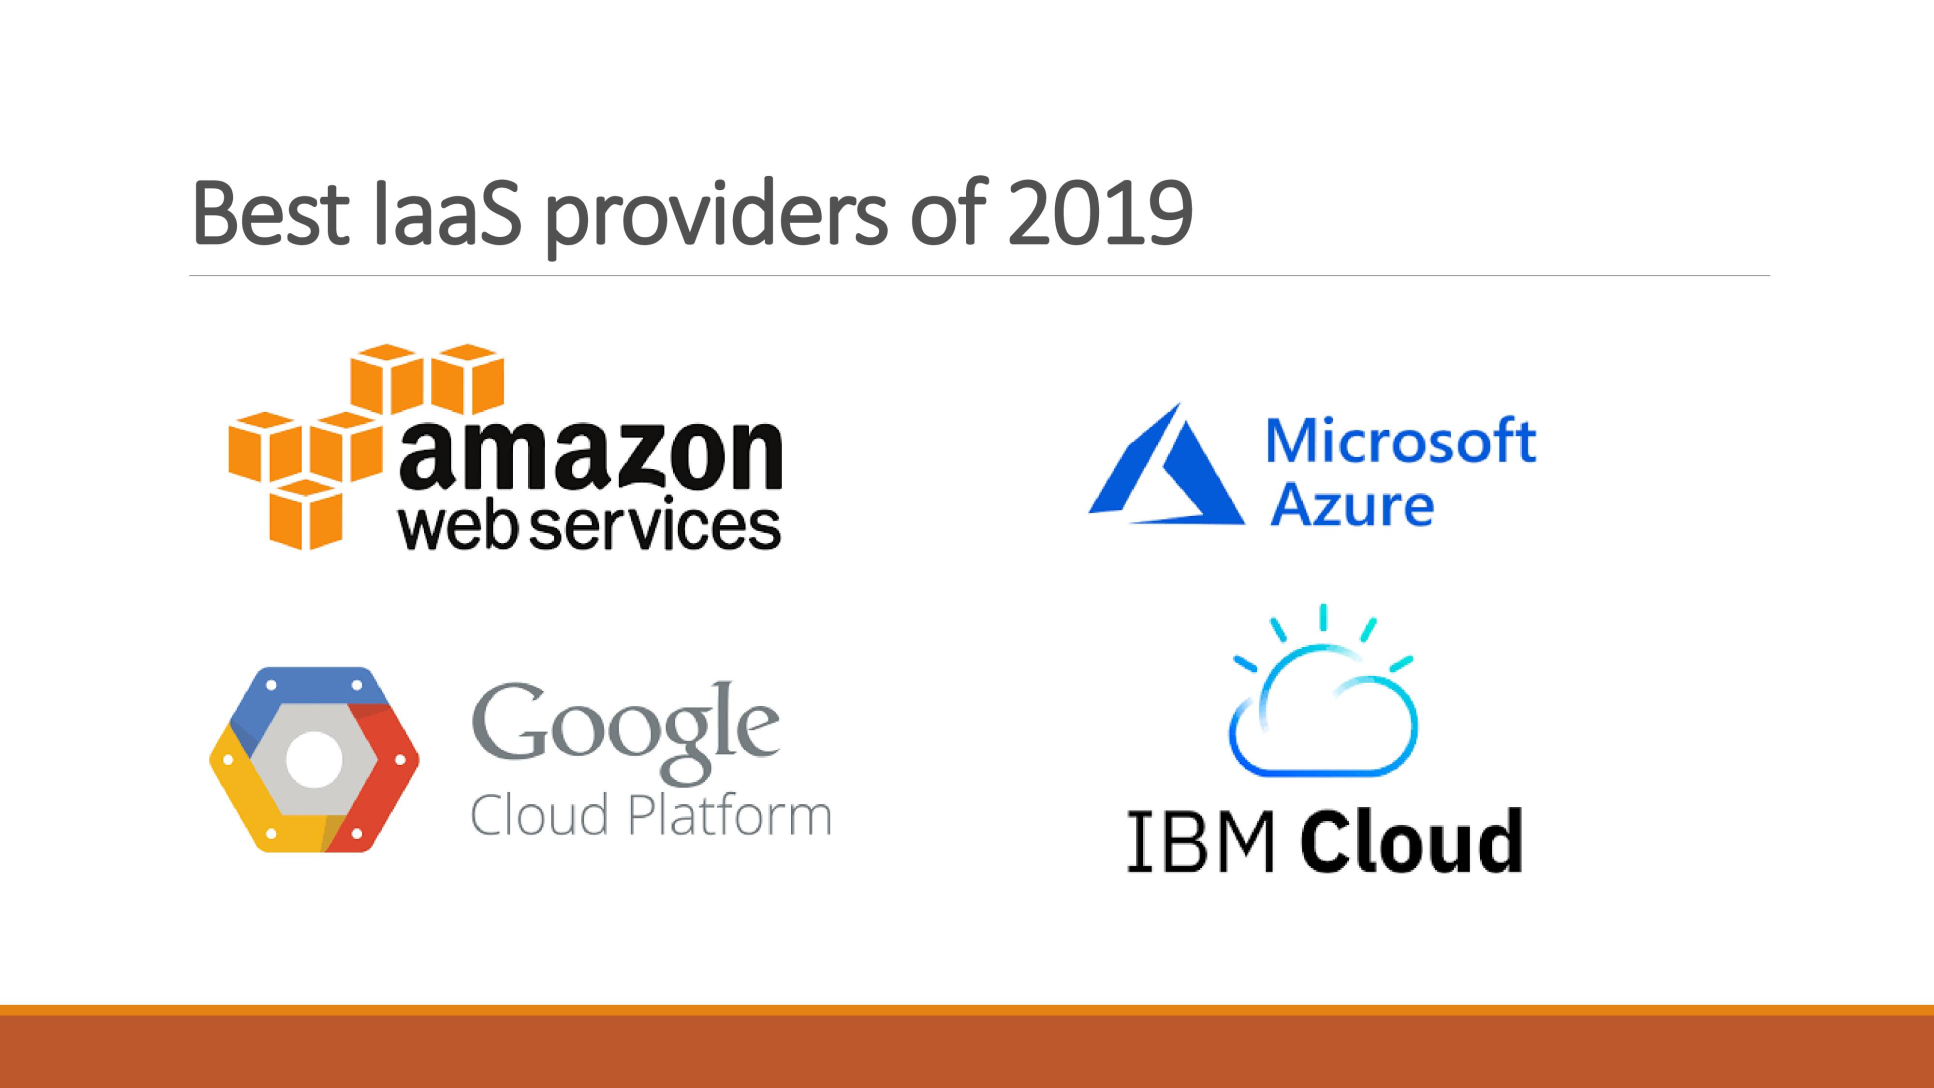 Best IaaS providers of 2019
amazon
web services
Microsoft
Azure
Google
Cloud Platform
IBM Cloud